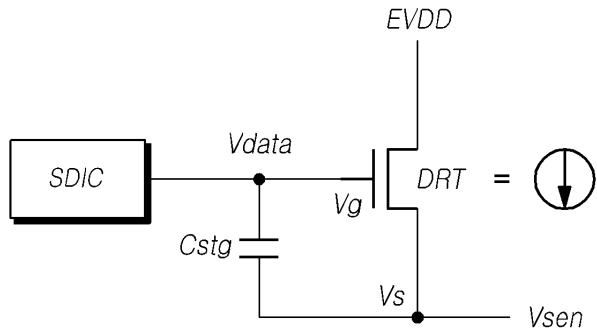 EVDD
Vdata
SDIC
DRT =
Vg
Cstg
Vs
Vsen